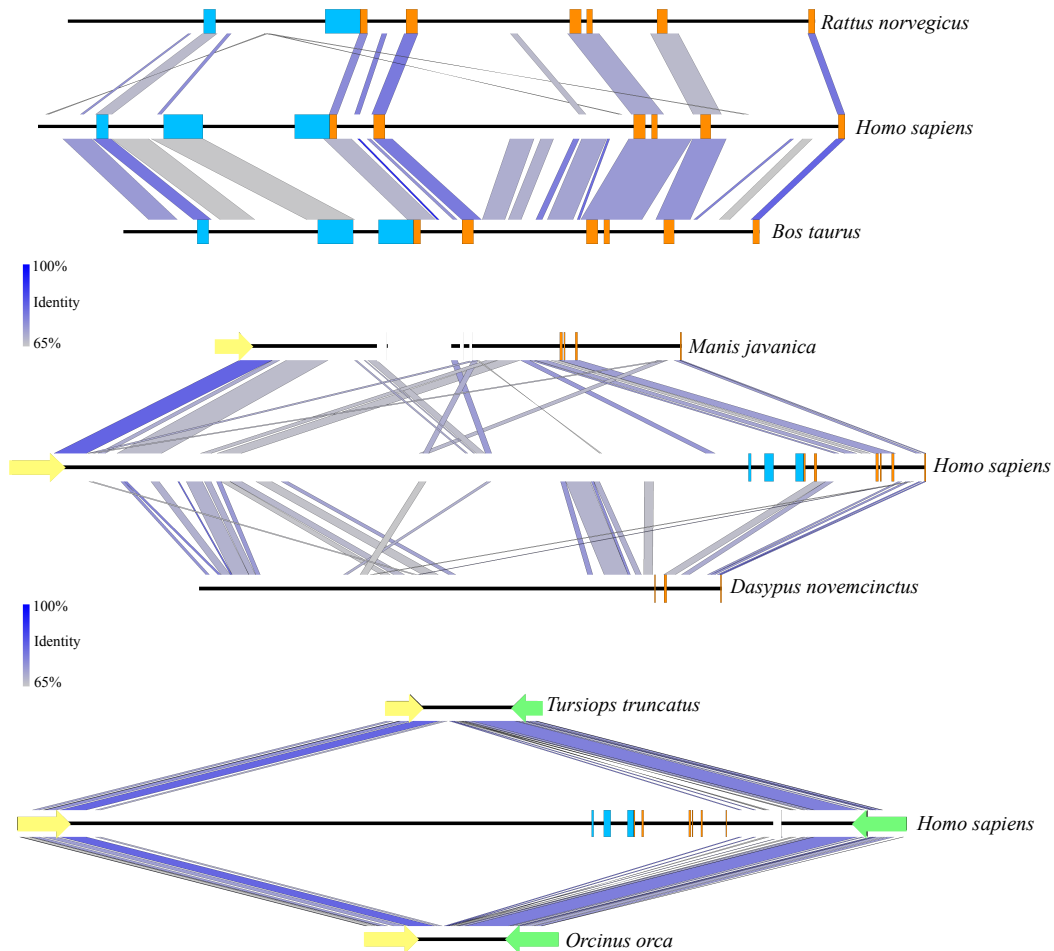 Rattus norvegicus
Homo sapiens
Bos taurus
100%
Identity
65%
Manis javanica
Homo sapiens
Dasypus novemcinctus
100%
Identity
65%
Tursiops truncatus
Homo sapiens
Orcinus orca